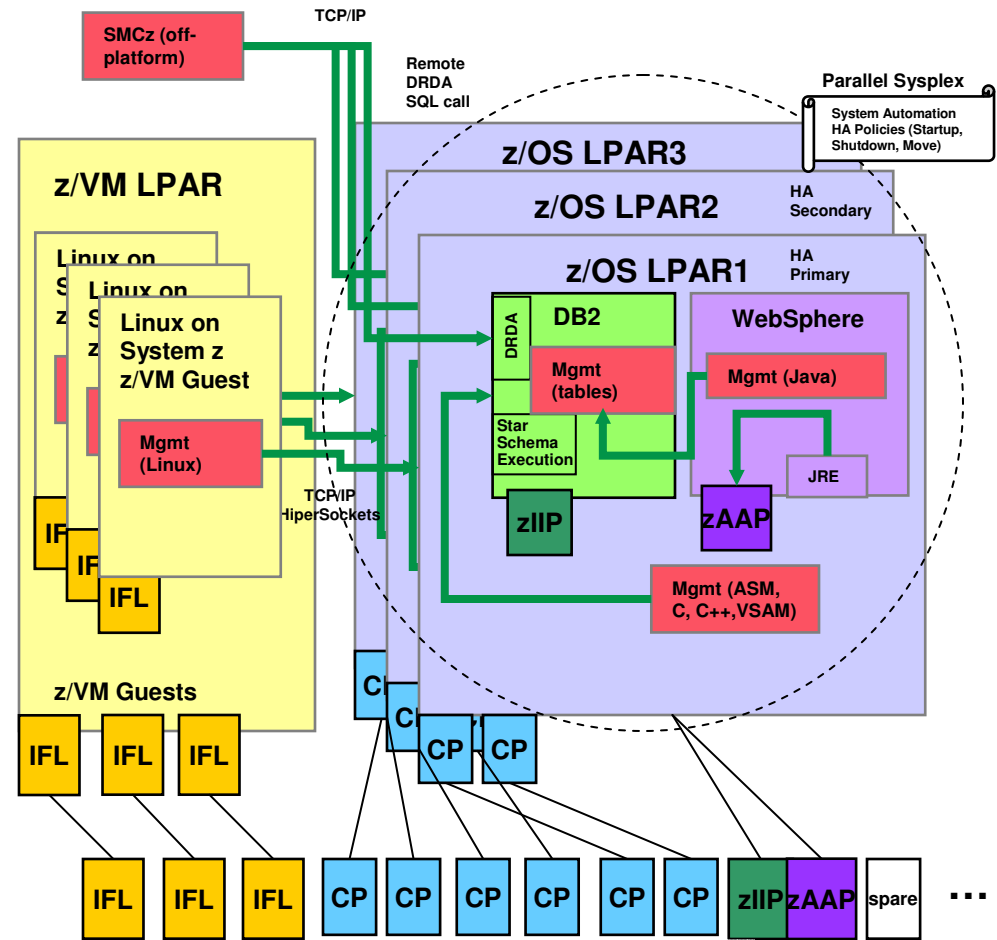 TCP/IP
SMCz (off-
platform)
Remote
DRDA
SQL call
Parallel Sysplex
System Automation
HA Policies (Startup,
Shutdown, Move)
z/VM LPAR
z/OS LPAR3
z/OS LPAR2
HA
Secondary
z/OS LPAR1
HA
Primary
Linux on
S
z
Linux on
S
z
Linux on
System z
z/VM Guest
Mgmt
(Linux)
DRDA
DB2
Mgmt
(tables)
Star
Schema
Execution
zIIP
WebSphere
Mgmt (Java)
JRE
zAAP
TCP/IP
HiperSockets
Mgmt (ASM,
C, C++,VSAM)
IF
IF
IFL
z/VM Guests
IFL
IFL
IFL
C
C
CP
CP
IFL
IFL
IFL
CP
CP
CP
CP
CP
CP
zIIP
zAAP
spare
...